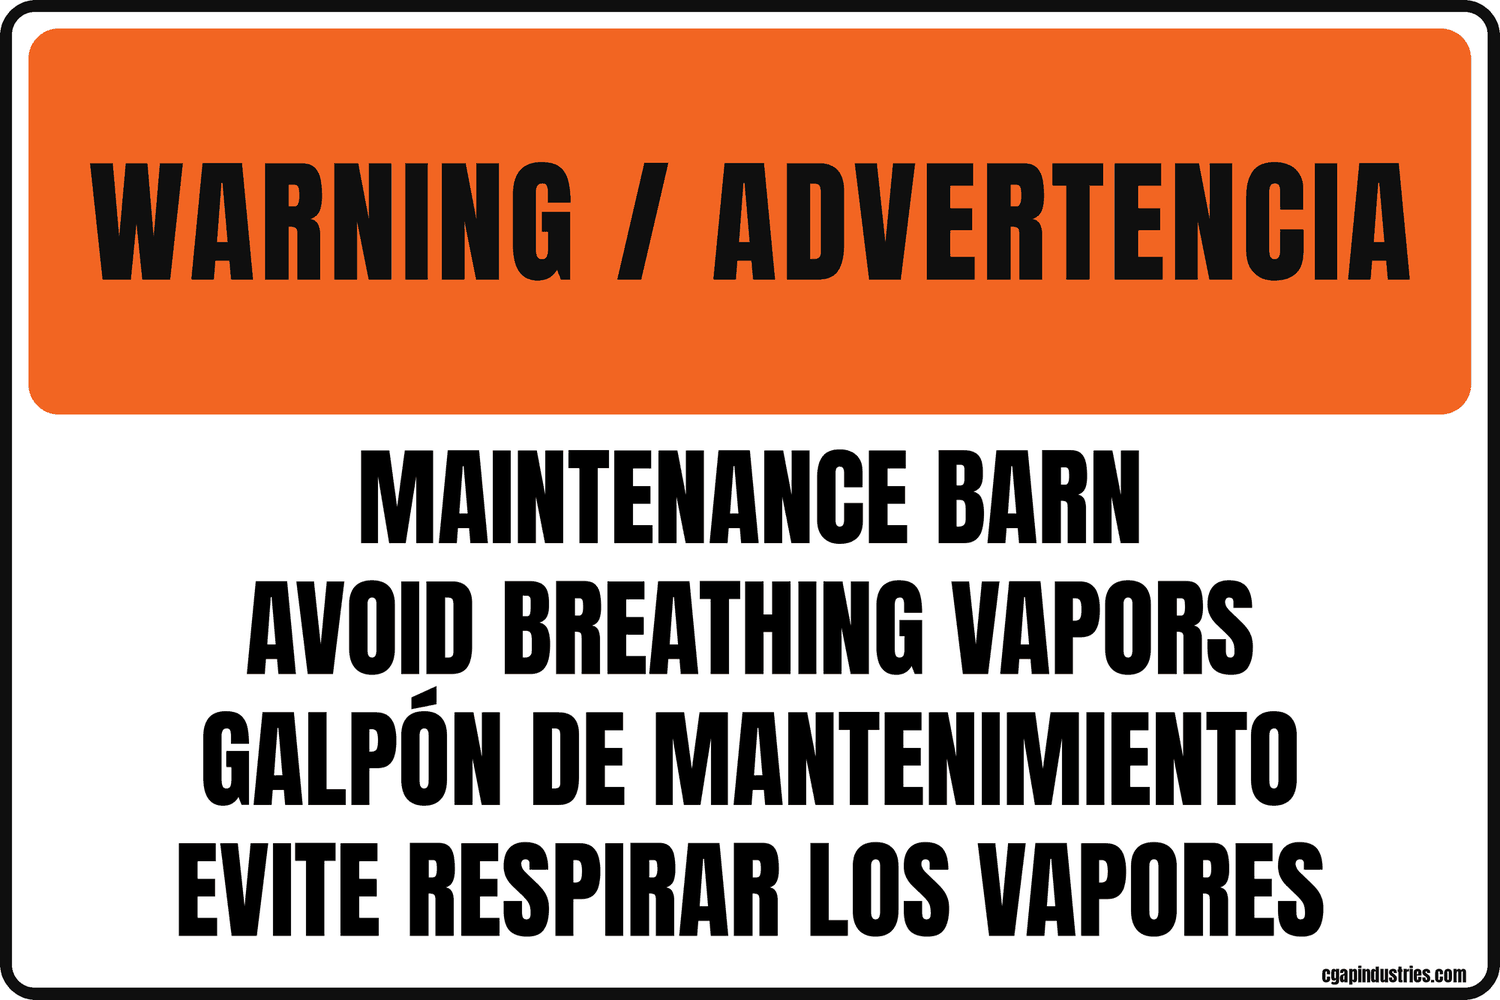 WARNING / ADVERTENCIA
MAINTENANCE BARN
AVOID BREATHING VAPORS
GALPÓN DE MANTENIMIENTO
EVITE RESPIRAR LOS VAPORES
cgapindustries.com